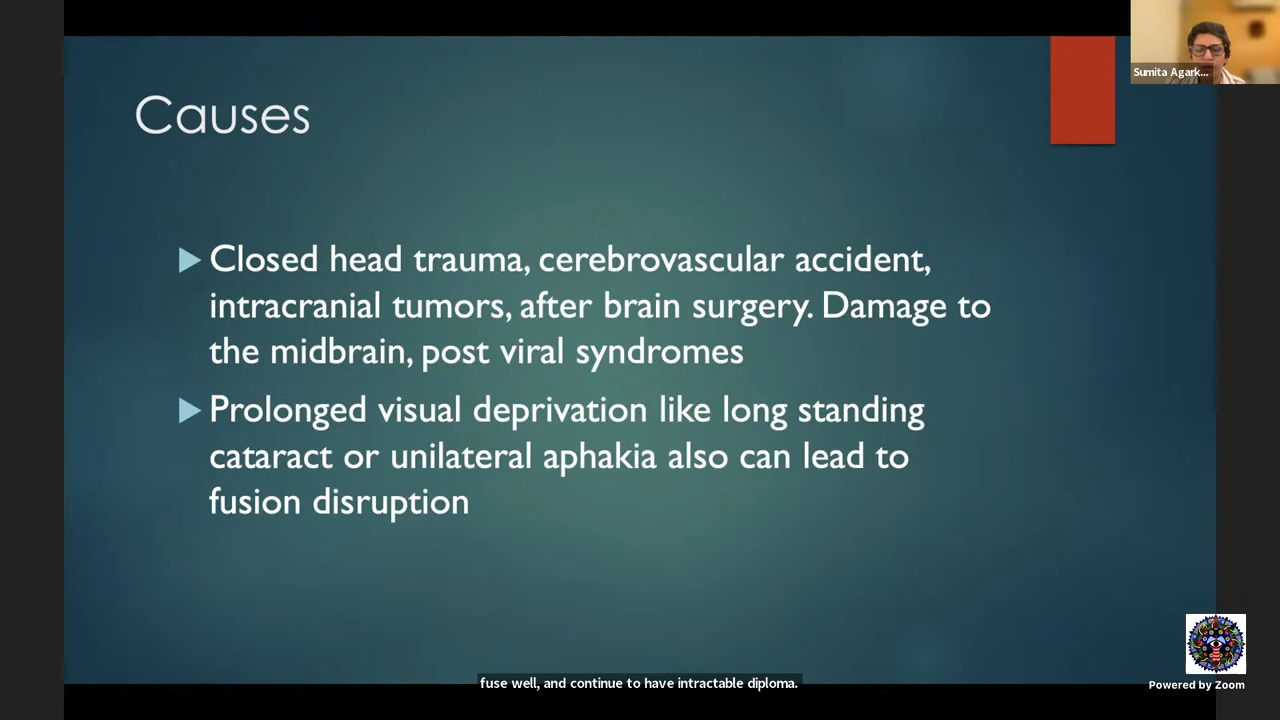 Sumita Agark...
Causes
Closed head trauma, cerebrovascular accident,
intracranial tumors, after brain surgery. Damage to
the midbrain, post viral syndromes
Prolonged visual deprivation like long standing
cataract or unilateral aphakia also can lead to
fusion disruption
fuse well, and continue to have intractable diploma.
Powered by Zoom